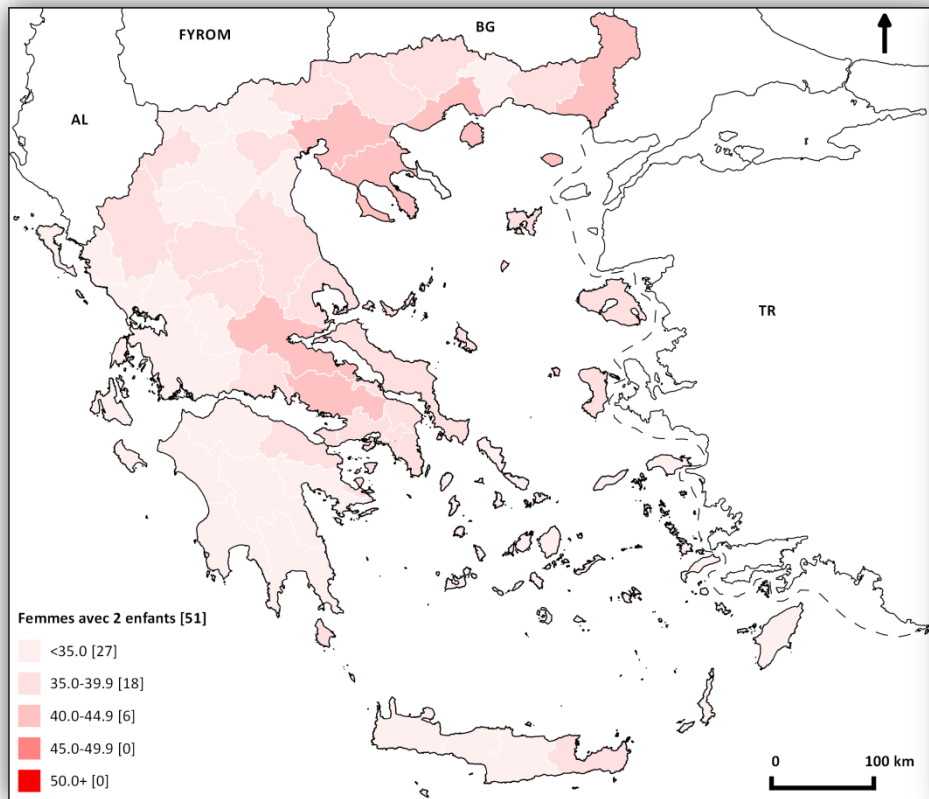 FYROM
BG
AL
TR
Femmes avec 2 enfants [51]
<35.0 [27]
35.0-39.9 [18]
40.0-44.9 [6]
45.0-49.9 [0]
50.0+ [0]
0 100 km